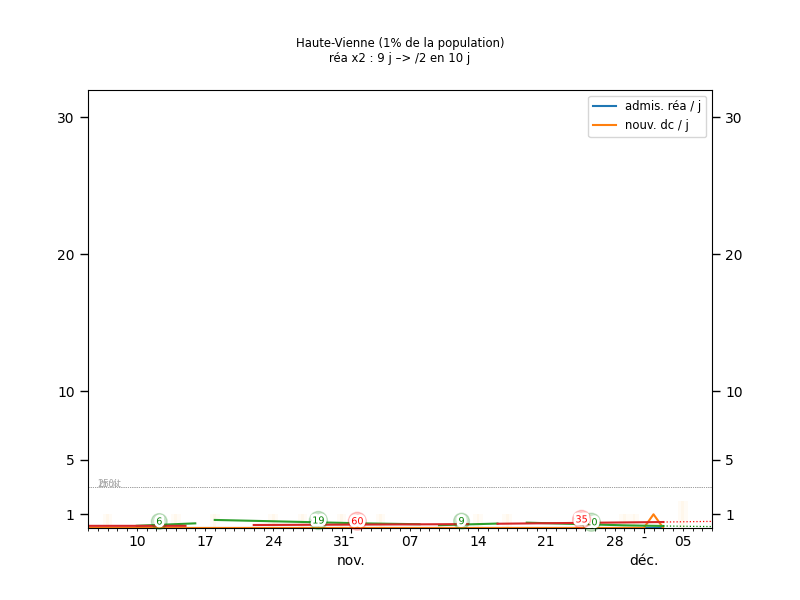 Haute-Vienne (1% de la population)
réa x2 : 9 j –> /2 en 10 j
admis. réa / j
nouv. dc / j
30 30
20 20
10 10
5 5
1 1
6 19 60 9 35
10 17 24 31- 07 14 21 28 - 05
nov. déc.